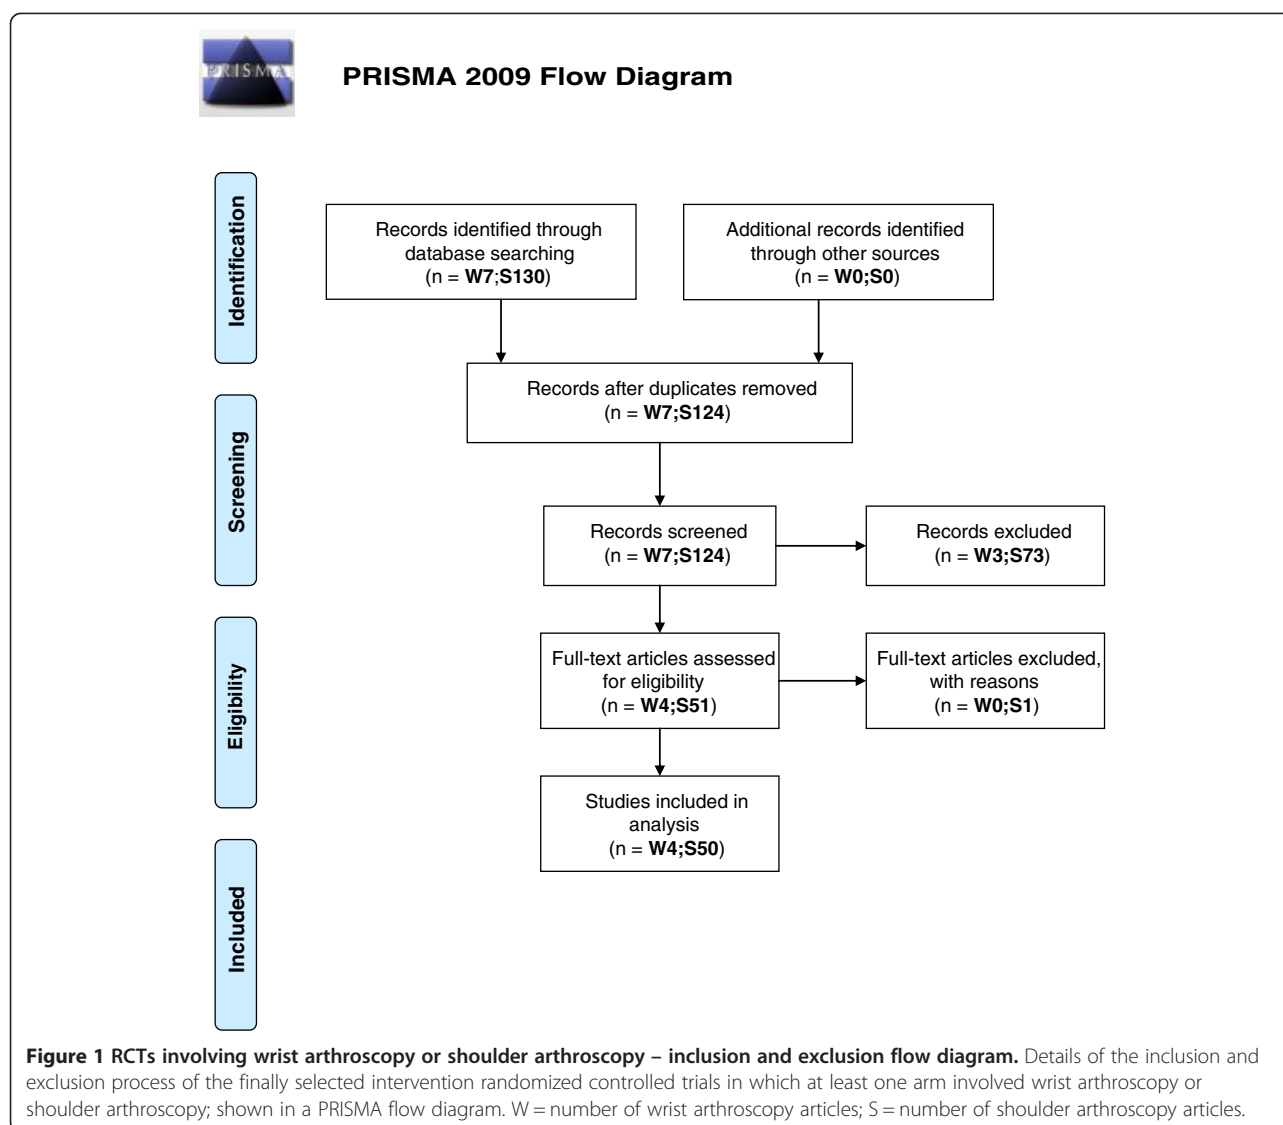 PRISMA
PRISMA 2009 Flow Diagram
Identification
Records identified through
database searching
(n = W7;S130)
Additional records identified
through other sources
(n = W0;S0)
Records after duplicates removed
(n = W7;S124)
Screening
Records screened
(n = W7;S124)
Records excluded
(n = W3;S73)
Eligibility
Full-text articles assessed
for eligibility
(n = W4;S51)
Full-text articles excluded,
with reasons
(n = W0;S1)
Studies included in
analysis
(n = W4;S50)
Included
Figure 1 RCTs involving wrist arthroscopy or shoulder arthroscopy – inclusion and exclusion flow diagram. Details of the inclusion and
exclusion process of the finally selected intervention randomized controlled trials in which at least one arm involved wrist arthroscopy or
shoulder arthroscopy; shown in a PRISMA flow diagram. W = number of wrist arthroscopy articles; S = number of shoulder arthroscopy articles.